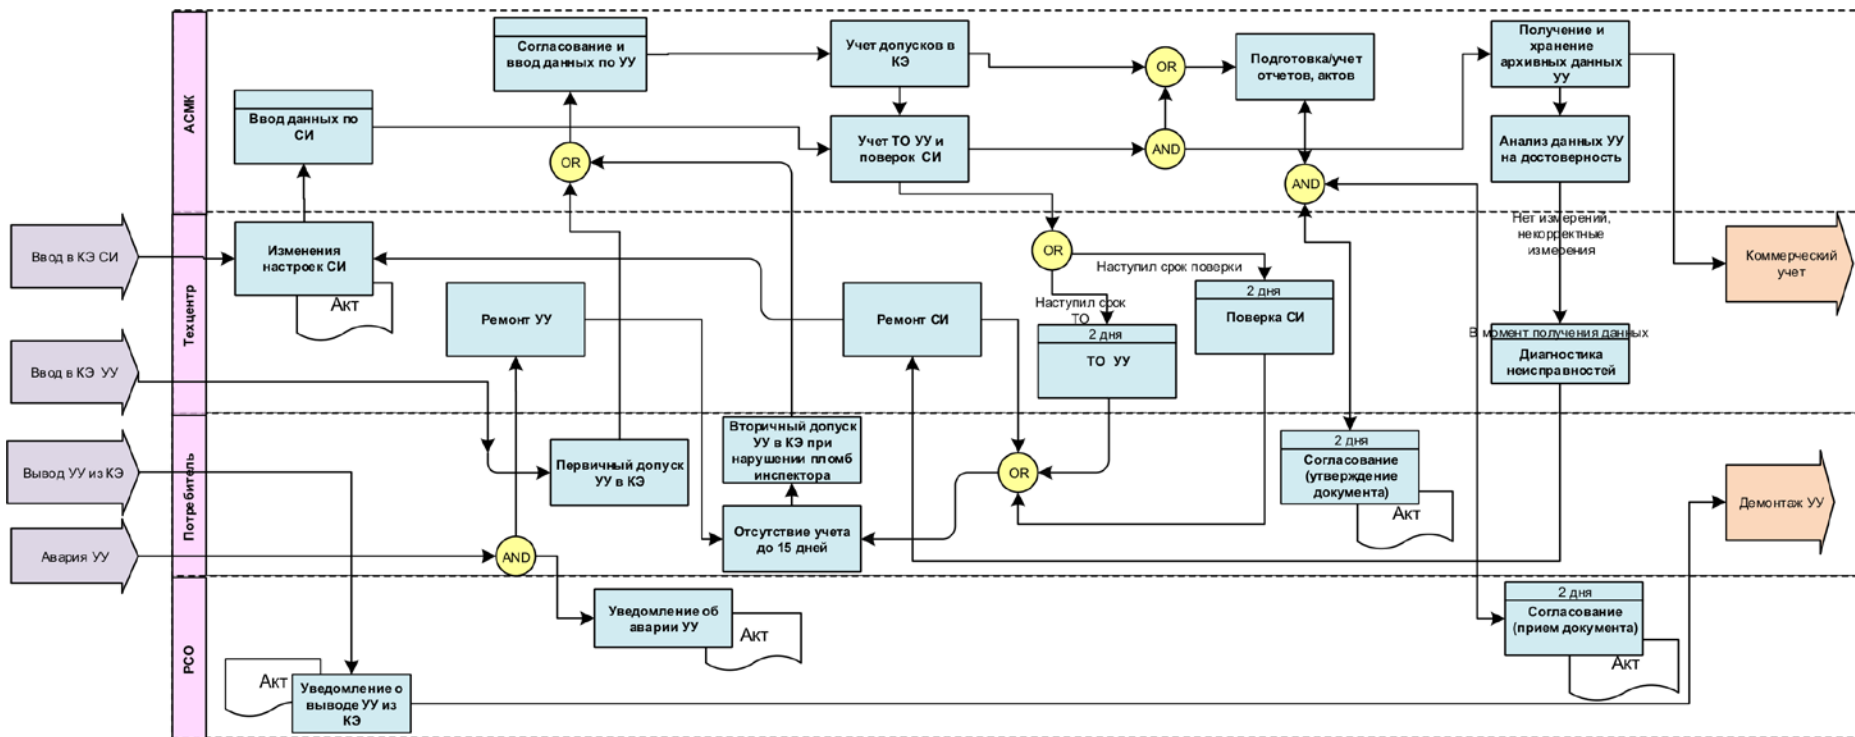 АСМК
Согласование и
ввод данных по УУ
Учет допусков в
КЭ
OR
Подготовка/учет
отчетов, актов
Получение и
хранение
архивных данных
УУ
Ввод данных по
СИ
OR
Учет ТО УУ и
поверок СИ
AND
AND
Анализ данных УУ
на достоверность
Техцентр
Ввод в КЭ СИ
Изменения
настроек СИ
Акт
OR
Наступил срок поверки
Нет измерений,
некорректные
измерения
Коммерческий
учет
Ремонт УУ
Ремонт СИ
Наступил срок
ТО
2 дня
ТО УУ
2 дня
Поверка СИ
В момент получения данных
Диагностика
неисправностей
Ввод в КЭ УУ
Потребитель
Вывод УУ из КЭ
Первичный допуск
УУ в КЭ
Вторичный допуск
УУ в КЭ при
нарушении пломб
инспектора
OR
2 дня
Согласование
(утверждение
документа)
Акт
Демонтаж УУ
Авария УУ
AND
Отсутствие учета
до 15 дней
РСО
Уведомление об
аварии УУ
Акт
2 дня
Согласование
(прием документа)
Акт
Акт
Уведомление о
выводе УУ из
КЭ